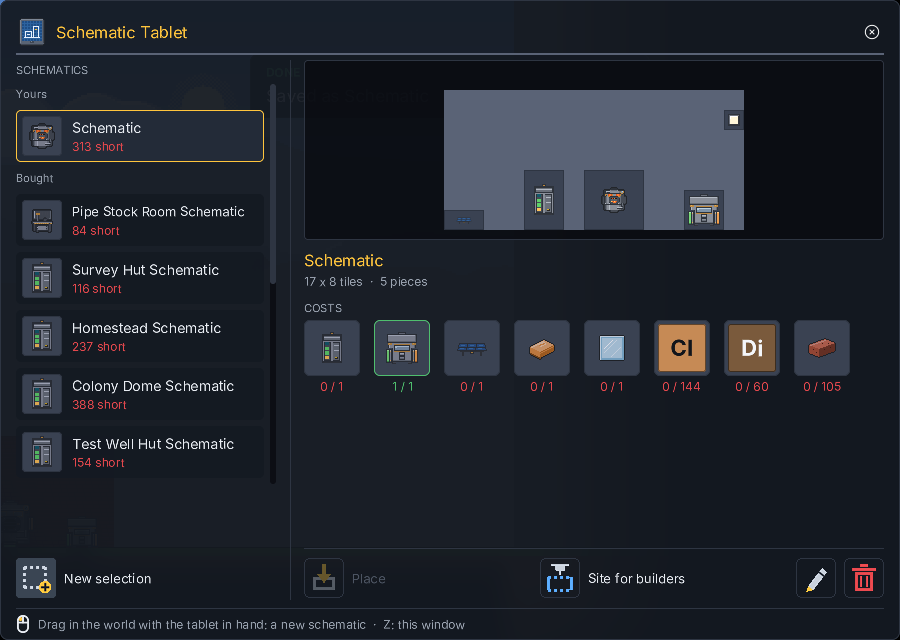 Schematic Tablet
SCHEMATICS
Yours
Schematic
313 short
Bought
Pipe Stock Room Schematic
84 short
Survey Hut Schematic
116 short
Homestead Schematic
237 short
Colony Dome Schematic
388 short
Test Well Hut Schematic
154 short
New selection
Schematic
17 x 8 tiles · 5 pieces
COSTS
Cl
Di
0 / 1
1 / 1
0 / 1
0 / 1
0 / 1
0 / 144
0 / 60
0 / 105
Place
Site for builders
Drag in the world with the tablet in hand: a new schematic · Z: this window